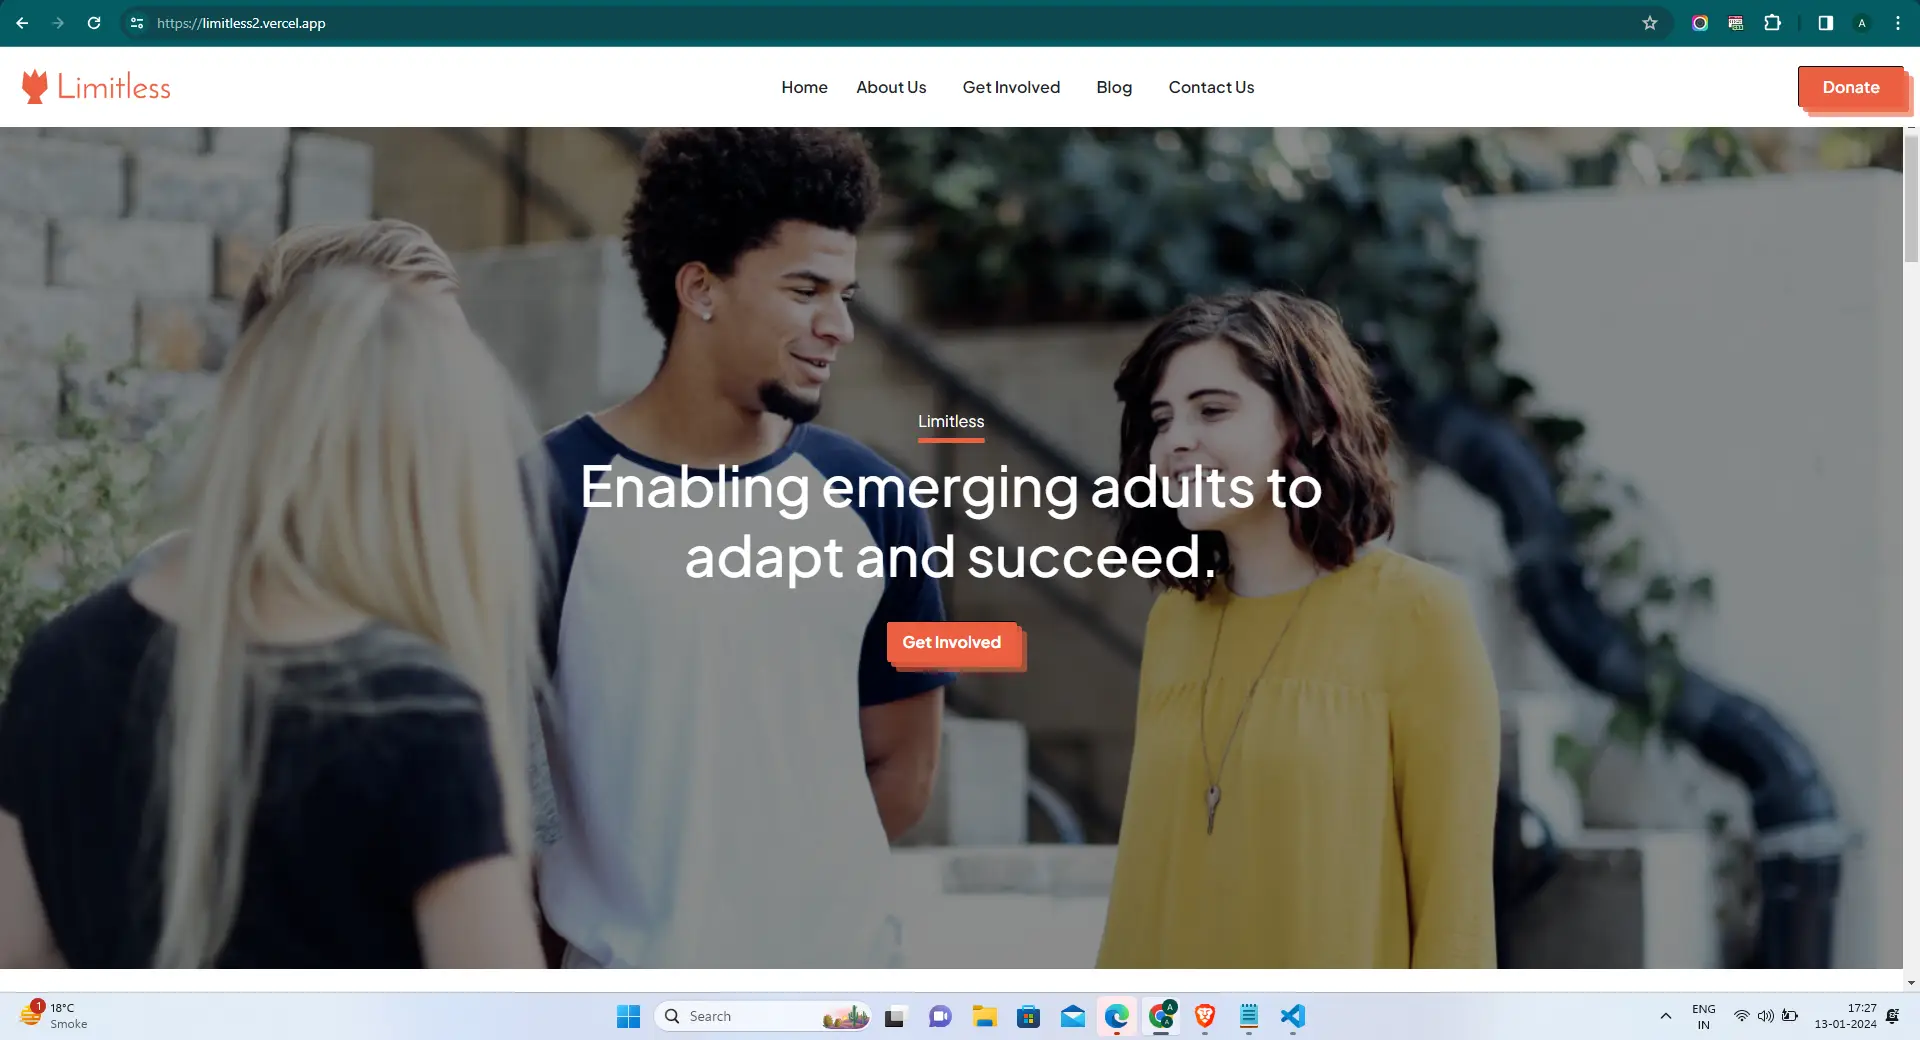 https://limitless2.vercel.app
A
Limitless
Home
About Us
Get Involved
Blog
Contact Us
Donate
Limitless
Enabling emerging adults to
adapt and succeed.
Get Involved
1
18°C
Smoke
Search
A
A
ENG
IN
17:27
13-01-2024